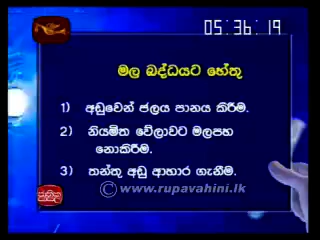 05:36:19
මල බද්ධයට හේතු
1) අඩුවෙන් ජලය පානය කිරීම.
2) නියමිත වේලාවට මලපහ
නොකිරීම.
3) තන්තු අඩු ආහාර ගැනීම.
© www.rupavahini.lk